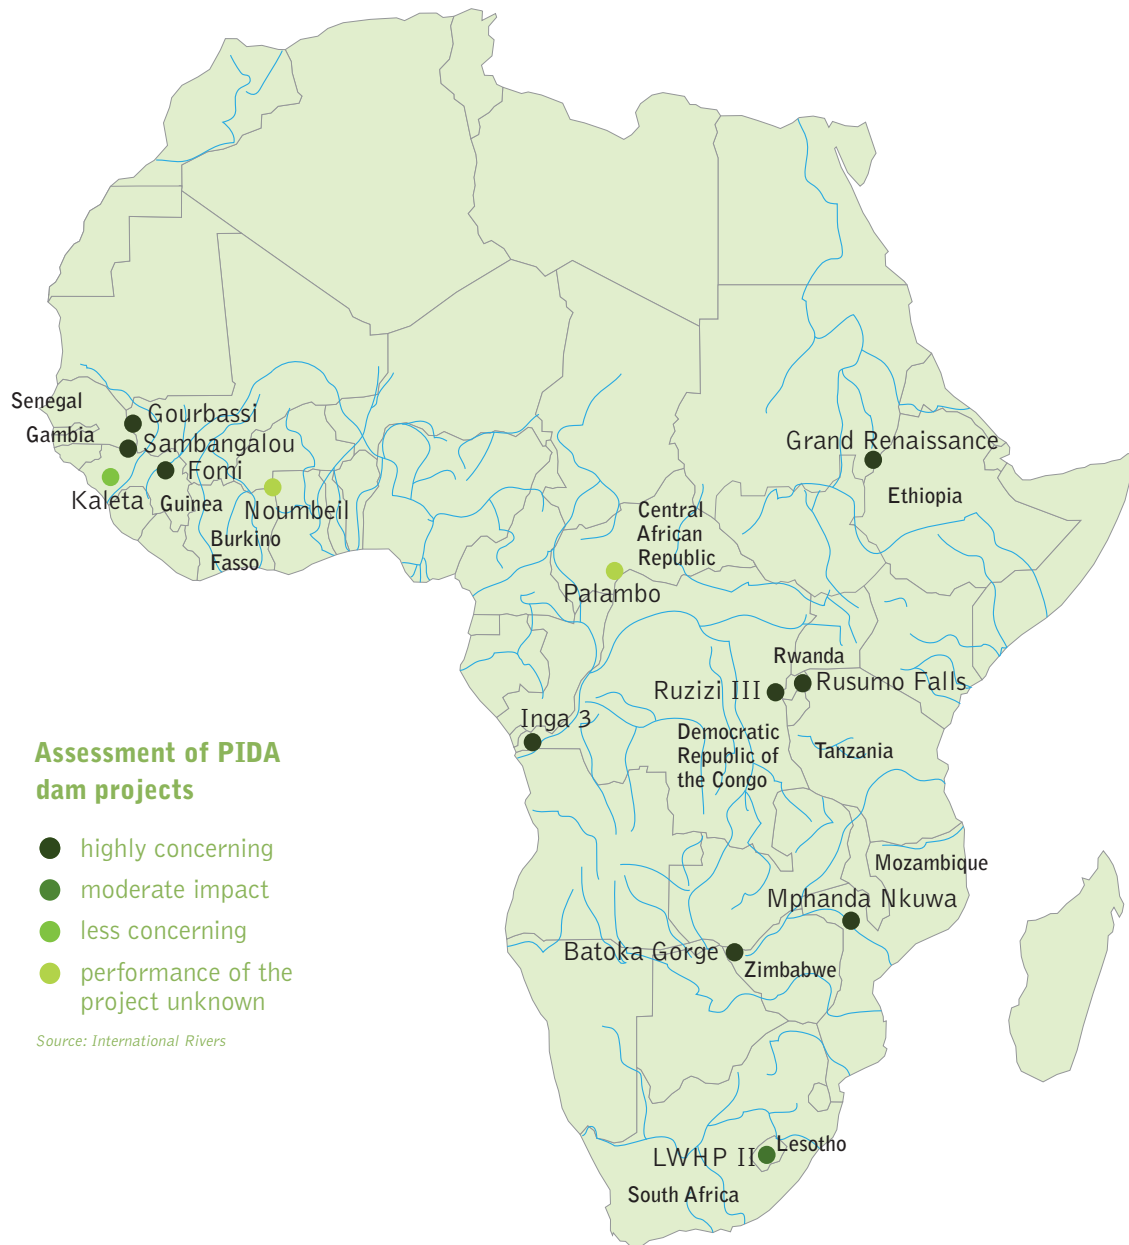 Senegal
Gambia
Gourbassi
Sambangalou
Fomi
Kaleta
Guinea
Noumbeil
Burkino
Fasso
Grand Renaissance
Ethiopia
Central
African
Republic
Palambo
Rwanda
Ruzizi III
Rusumo Falls
Inga 3
Democratic
Republic of
the Congo
Tanzania
Assessment of PIDA
dam projects
highly concerning
moderate impact
less concerning
performance of the
project unknown
Source: International Rivers
Mozambique
Mphanda Nkuwa
Batoka Gorge
Zimbabwe
Lesotho
LWHP II
South Africa